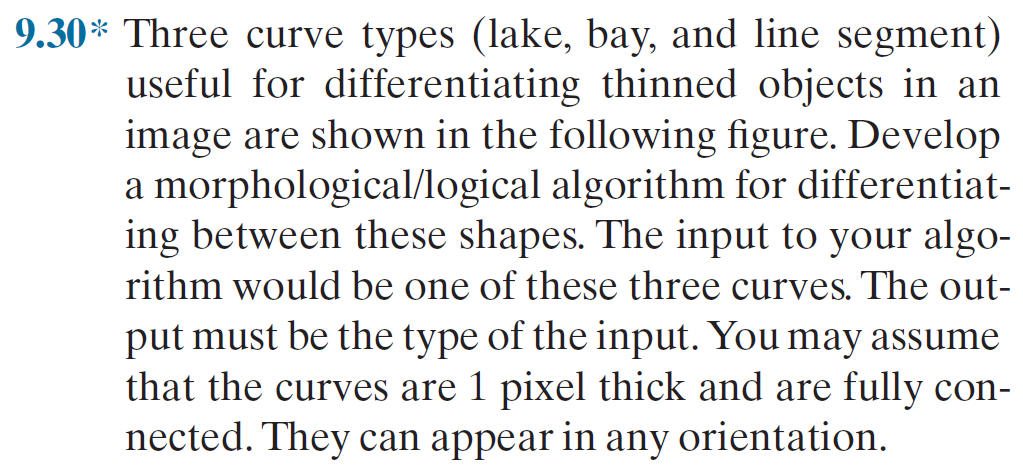 9.30* Three curve types (lake, bay, and line segment)
useful for differentiating thinned objects in an
image are shown in the following figure. Develop
a morphological/logical algorithm for differentiat-
ing between these shapes. The input to your algo-
rithm would be one of these three curves. The out-
put must be the type of the input. You may assume
that the curves are 1 pixel thick and are fully con-
nected. They can appear in any orientation.